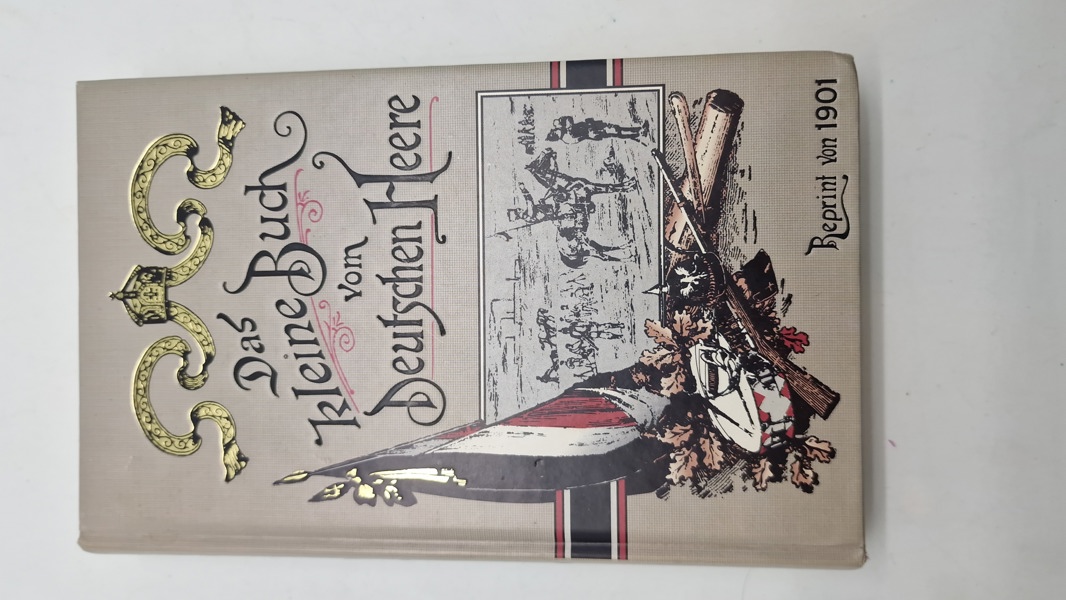 Das
kleine Buch
vom
Deutschen Heere
Reprint von 1901